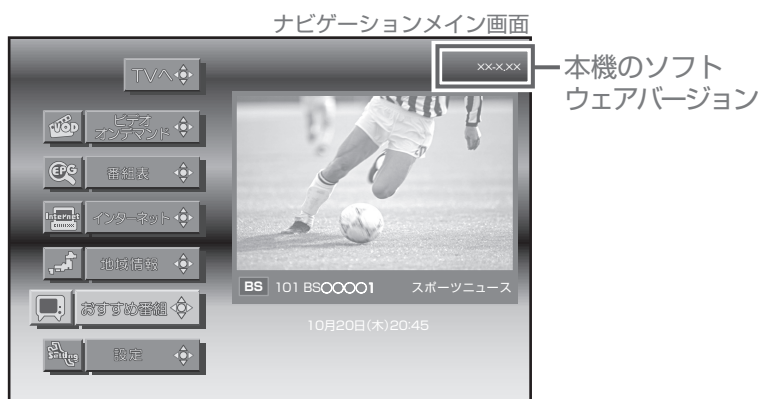 ナビゲーションメイン画面
xx-x.xx
本機のソフト
ウェアバージョン
TVへ
VOD
ビデオ
オンデマンド
EPG
番組表
Internet
インターネット
地域情報
おすすめ番組
Setting
設定
BS 101 BS○○○○1 スポーツニュース
10月20日(木)20:45